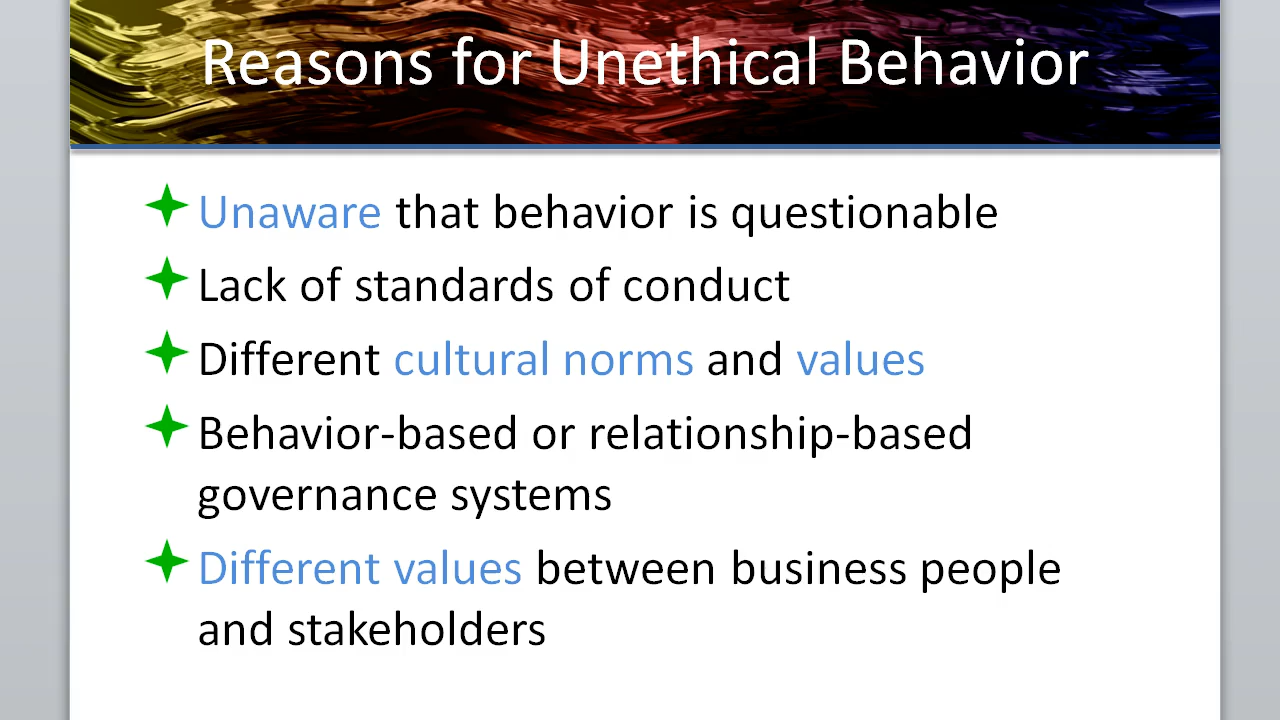 Reasons for Unethical Behavior
Unaware that behavior is questionable
Lack of standards of conduct
Different cultural norms and values
Behavior-based or relationship-based
governance systems
Different values between business people
and stakeholders